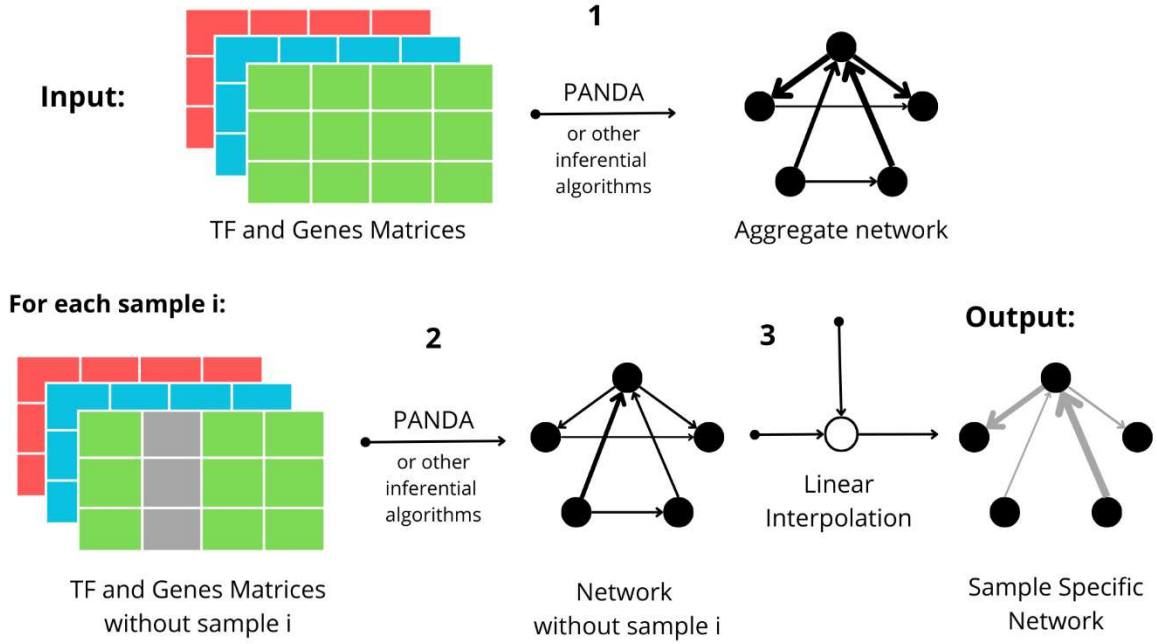 1
Input:
PANDA
or other
inferential
algorithms
TF and Genes Matrices
Aggregate network
For each sample i:
2
3
Output:
PANDA
or other
inferential
algorithms
Linear
Interpolation
TF and Genes Matrices
without sample i
Network
without sample i
Sample Specific
Network